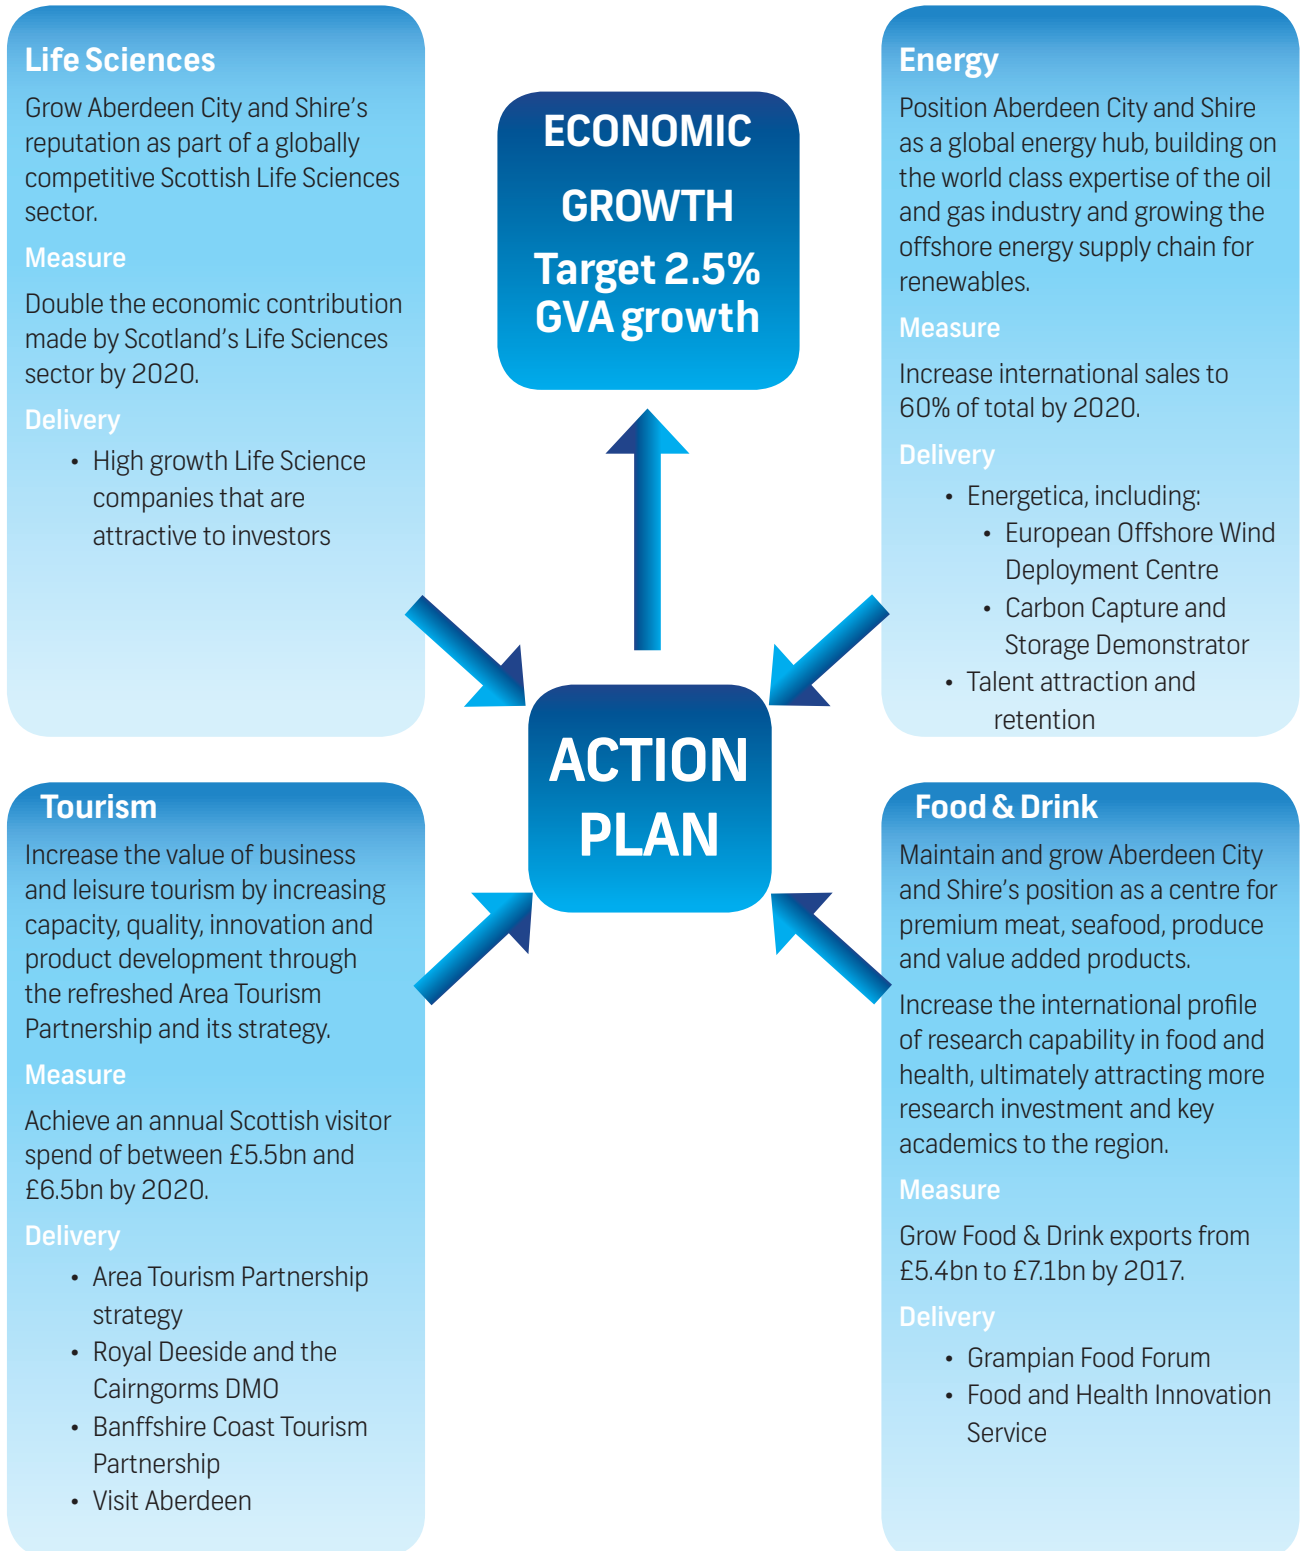 Life Sciences
Grow Aberdeen City and Shire's
reputation as part of a globally
competitive Scottish Life Sciences
sector.
Measure
Double the economic contribution
made by Scotland's Life Sciences
sector by 2020.
Delivery
• High growth Life Science
companies that are
attractive to investors
ECONOMIC
GROWTH
Target 2.5%
GVA growth
Energy
Position Aberdeen City and Shire
as a global energy hub, building on
the world class expertise of the oil
and gas industry and growing the
offshore energy supply chain for
renewables.
Measure
Increase international sales to
60% of total by 2020.
Delivery
• Energetica, including:
• European Offshore Wind
Deployment Centre
• Carbon Capture and
Storage Demonstrator
• Talent attraction and
retention
ACTION
PLAN
Tourism
Increase the value of business
and leisure tourism by increasing
capacity, quality, innovation and
product development through
the refreshed Area Tourism
Partnership and its strategy.
Measure
Achieve an annual Scottish visitor
spend of between £5.5bn and
£6.5bn by 2020.
Delivery
• Area Tourism Partnership
strategy
• Royal Deeside and the
Cairngorms DMO
• Banffshire Coast Tourism
Partnership
• Visit Aberdeen
Food & Drink
Maintain and grow Aberdeen City
and Shire's position as a centre for
premium meat, seafood, produce
and value added products.
Increase the international profile
of research capability in food and
health, ultimately attracting more
research investment and key
academics to the region.
Measure
Grow Food & Drink exports from
£5.4bn to £7.1bn by 2017.
Delivery
• Grampian Food Forum
• Food and Health Innovation
Service